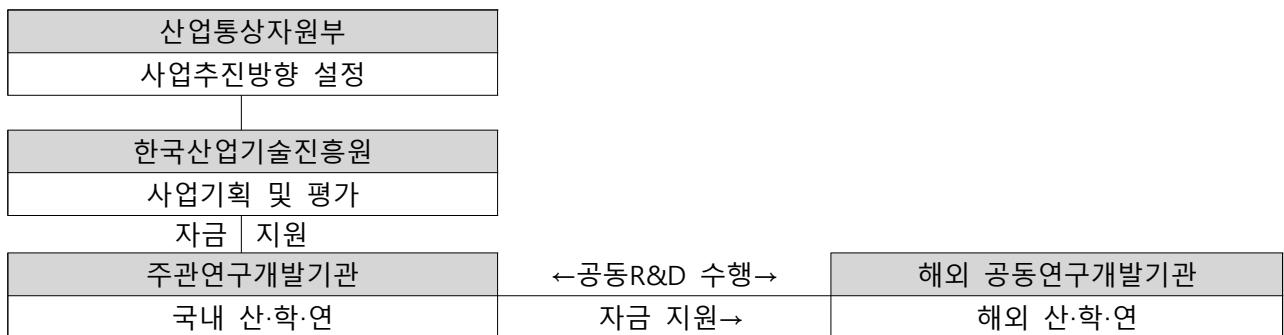 산업통상자원부
사업추진방향 설정
한국산업기술진흥원
사업기획 및 평가
자금 지원
주관연구개발기관 ←공동R&D 수행→ 해외 공동연구개발기관
국내 산·학·연 자금 지원→ 해외 산·학·연